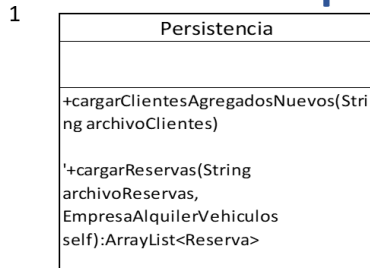 1
Persistencia
+cargarClientesAgregadosNuevos(Stri
ng archivoClientes)
'+cargarReservas(String
archivoReservas,
EmpresaAlquilerVehiculos
self):ArrayList<Reserva>